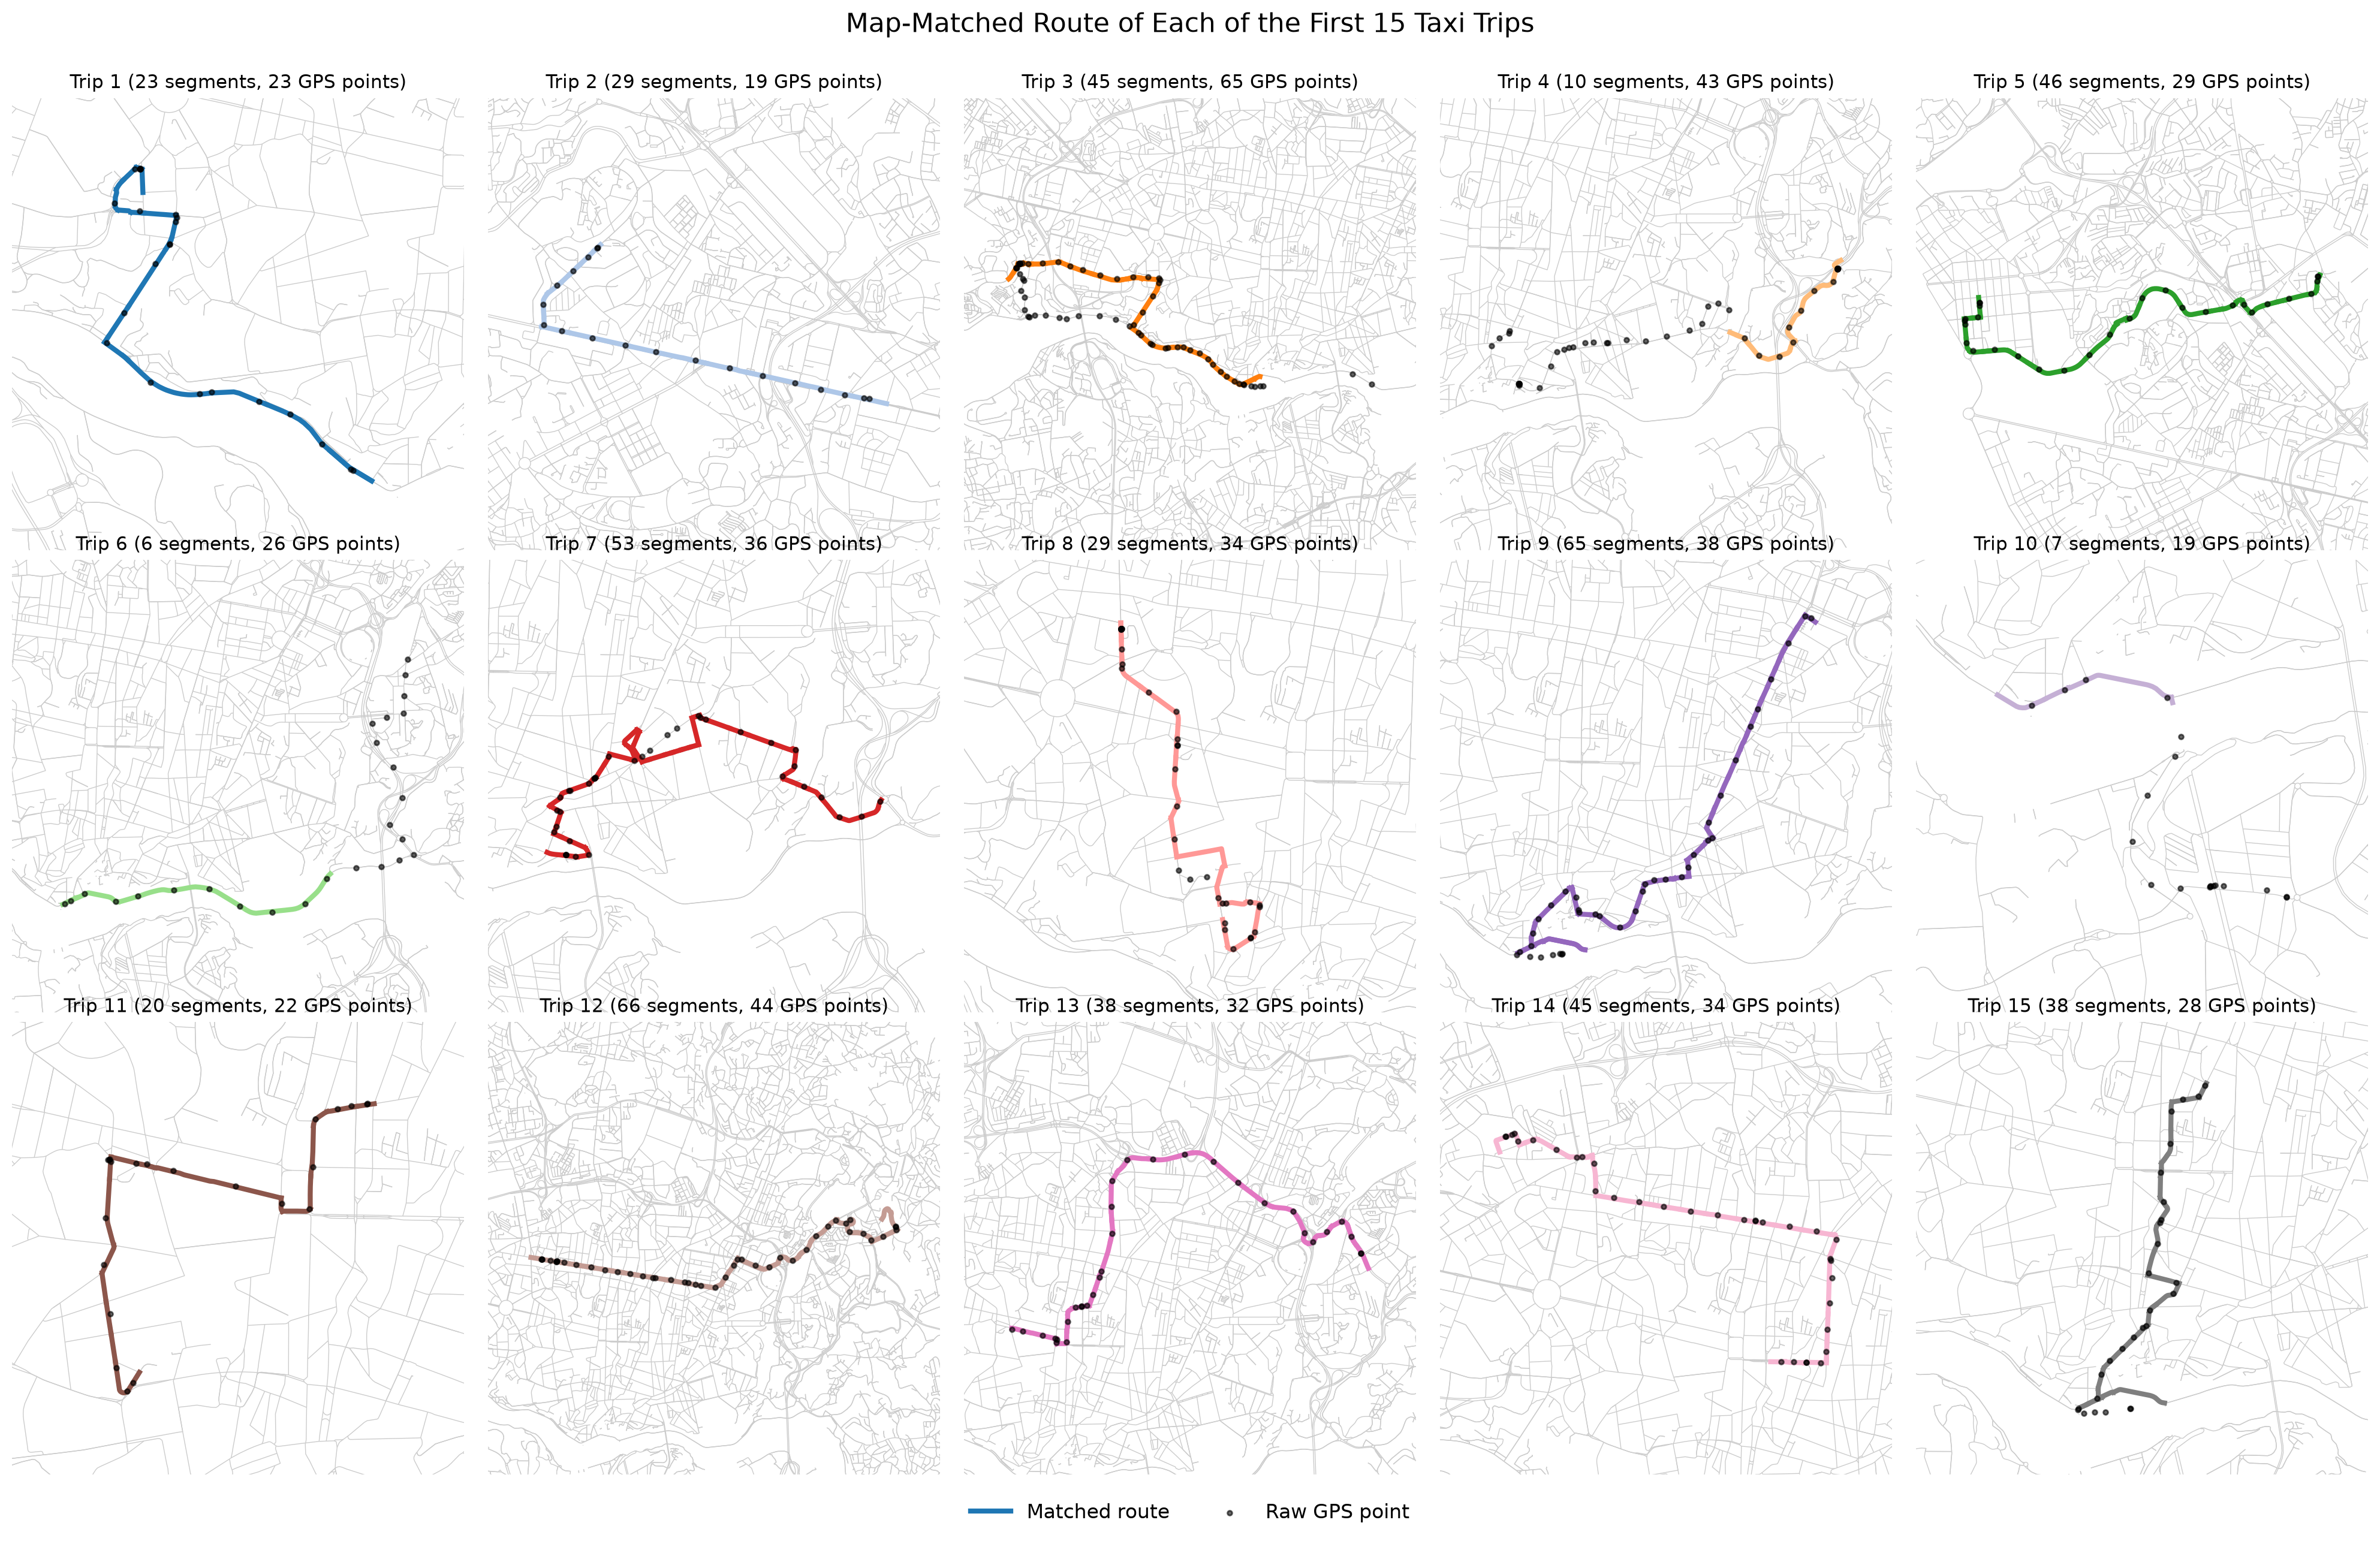 Map-Matched Route of Each of the First 15 Taxi Trips
Trip 1 (23 segments, 23 GPS points)
Trip 2 (29 segments, 19 GPS points)
Trip 3 (45 segments, 65 GPS points)
Trip 4 (10 segments, 43 GPS points)
Trip 5 (46 segments, 29 GPS points)
Trip 6 (6 segments, 26 GPS points)
Trip 7 (53 segments, 36 GPS points)
Trip 8 (29 segments, 34 GPS points)
Trip 9 (65 segments, 38 GPS points)
Trip 10 (7 segments, 19 GPS points)
Trip 11 (20 segments, 22 GPS points)
Trip 12 (66 segments, 44 GPS points)
Trip 13 (38 segments, 32 GPS points)
Trip 14 (45 segments, 34 GPS points)
Trip 15 (38 segments, 28 GPS points)
Matched route
Raw GPS point